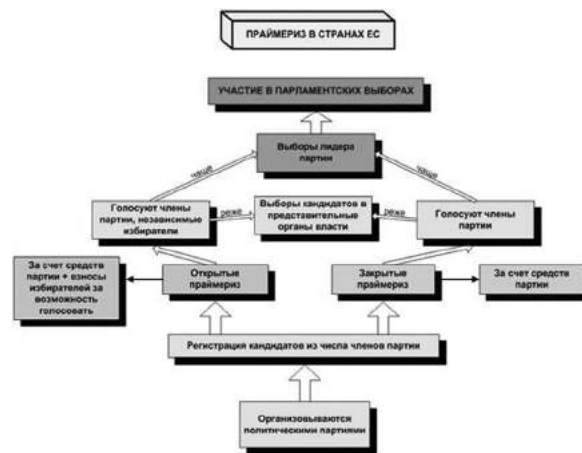 ПРАЙМЕРИЗ В СТРАНАХ ЕС
УЧАСТИЕ В ПАРЛАМЕНТСКИХ ВЫБОРАХ
Выборы лидера
партии
чаще
чаще
Голосуют члены
партии, независимые
избиратели
реже
Выборы кандидатов в
представительные
органы власти
реже
Голосуют члены
партии
За счет средств
партии + взносы
избирателей за
возможность
голосовать
Открытые
праймериз
Закрытые
праймериз
За счет средств
партии
Регистрация кандидатов из числа членов партии
Организовываются
политическими
партиями